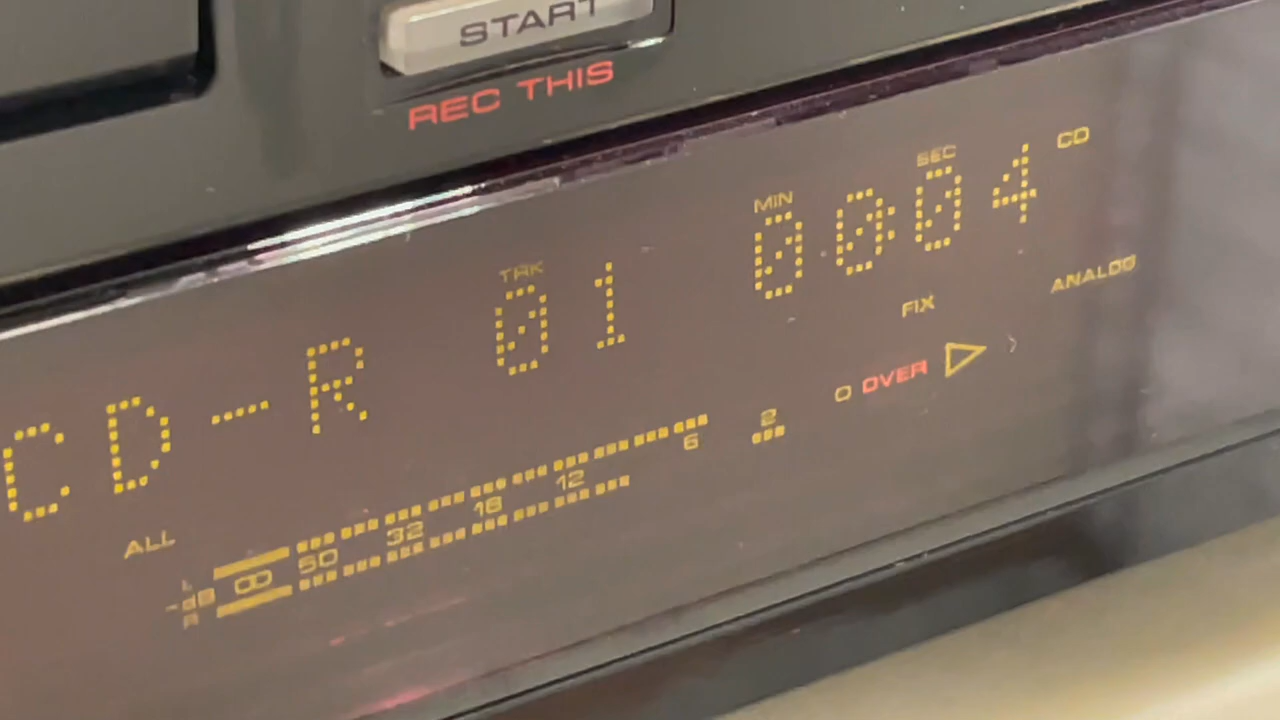 START
REC THIS
MIN SEC CD
TRK
CD-R 01 00:04
FIX ANALOG
O OVER
ALL
L
-dB ∞ 50 32 18 12 6 2
R